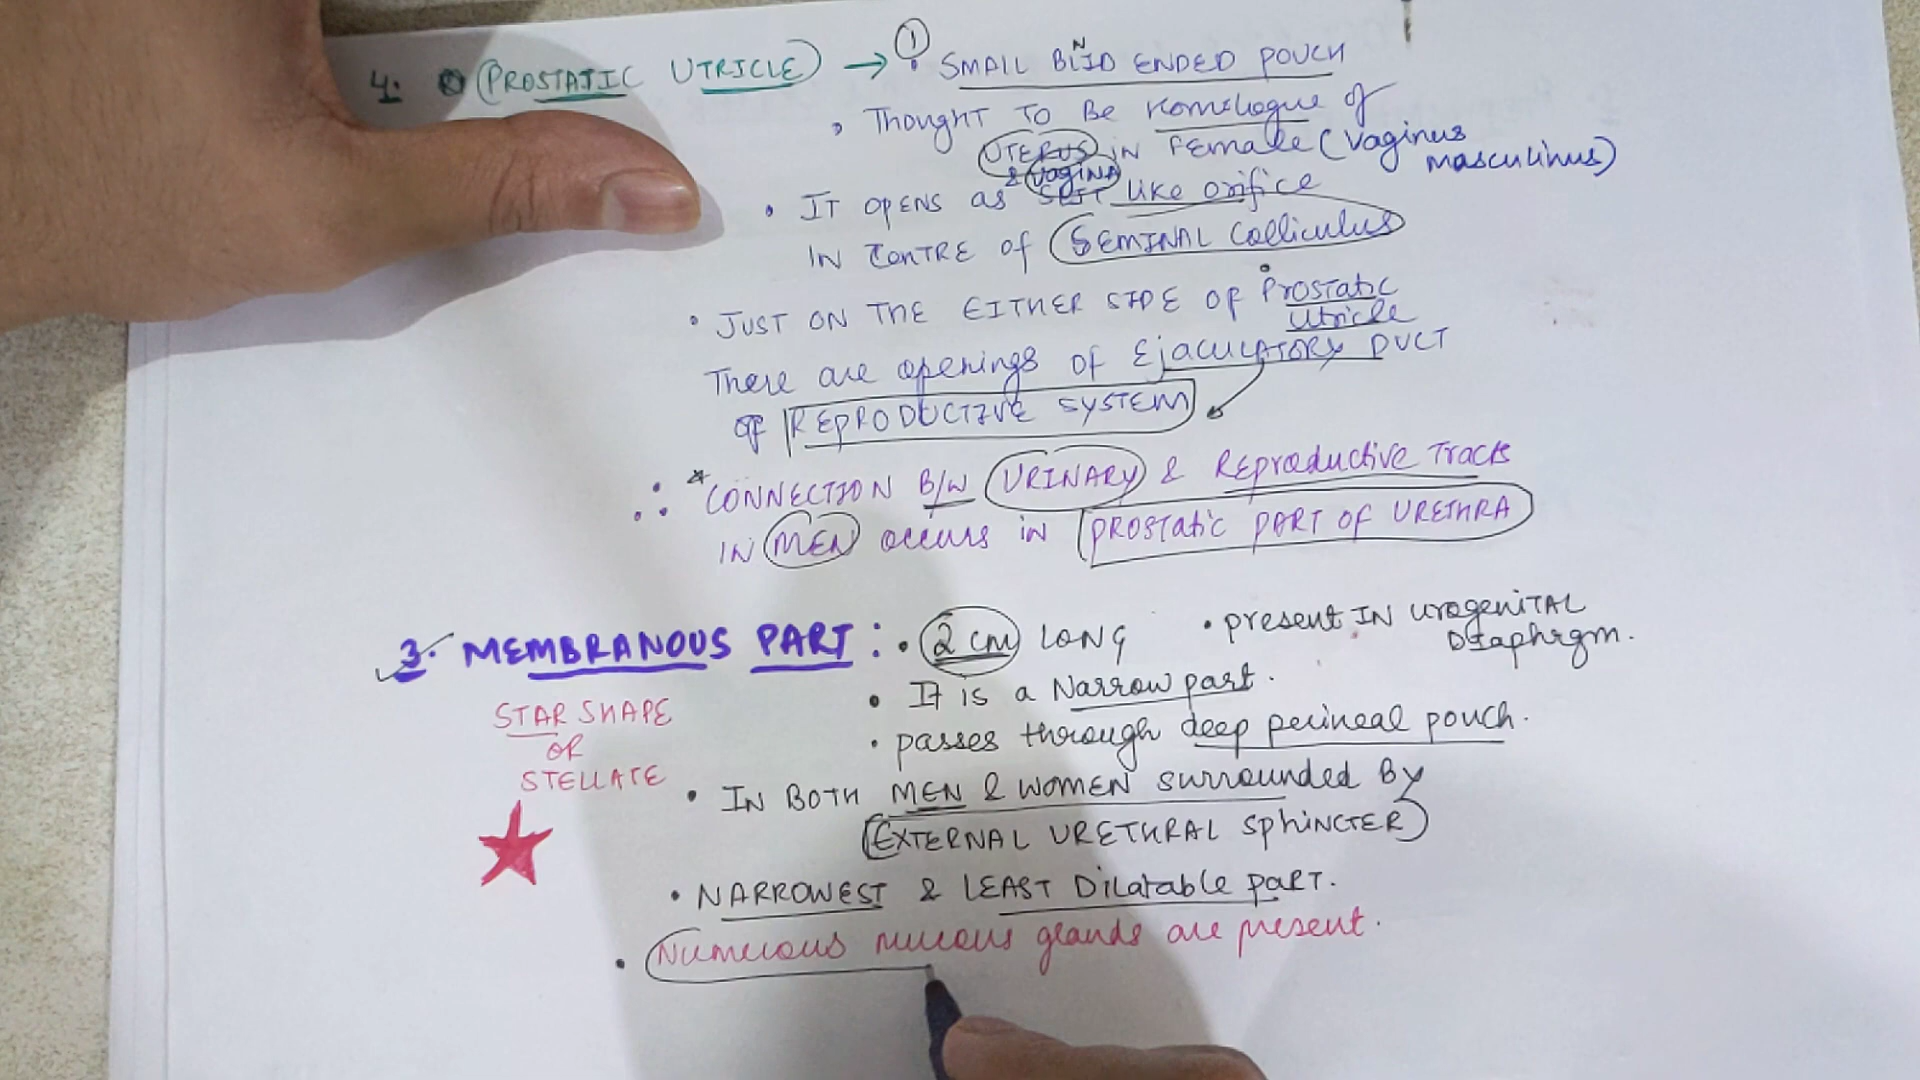 4. (PROSTATIC UTRICLE) → ① • SMALL BLIND ENDED POUCH
• Thought To Be Homologue of
UTERUS IN Female (Vaginus masculinus)
& VAGINA
• IT OPENS as SLIT like orifice
IN CENTRE of SEMINAL Colliculus
• JUST ON THE EITHER SIDE OF Prostatic
Utricle
There are openings of EjaculATORY DUCT
of REPRODUCTIVE SYSTEM
∴ *CONNECTION B/W URINARY & Reproductive Tracts
IN MEN occurs in PROSTatic PART OF URETHRA
3. MEMBRANOUS PART : • 2 cm LONG • present IN urogenITAL
DIaphrgm.
• It is a Narrow part.
STAR SHAPE
OR
STELLATE
• passes through deep perineal pouch.
• IN BOTH MEN & WOMEN surrounded By
EXTERNAL URETHRAL SPHINCTER
• NARROWEST & LEAST Dilatable part.
• Numerous mucous glands are present.